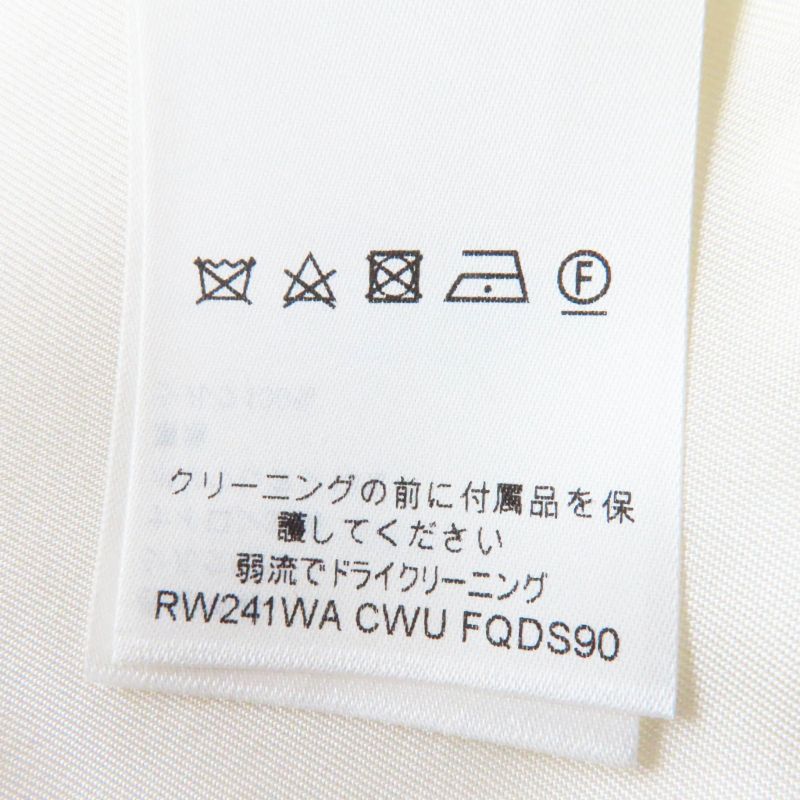 F
クリーニングの前に付属品を保
護してください
弱流でドライクリーニング
RW241WA CWU FQDS90